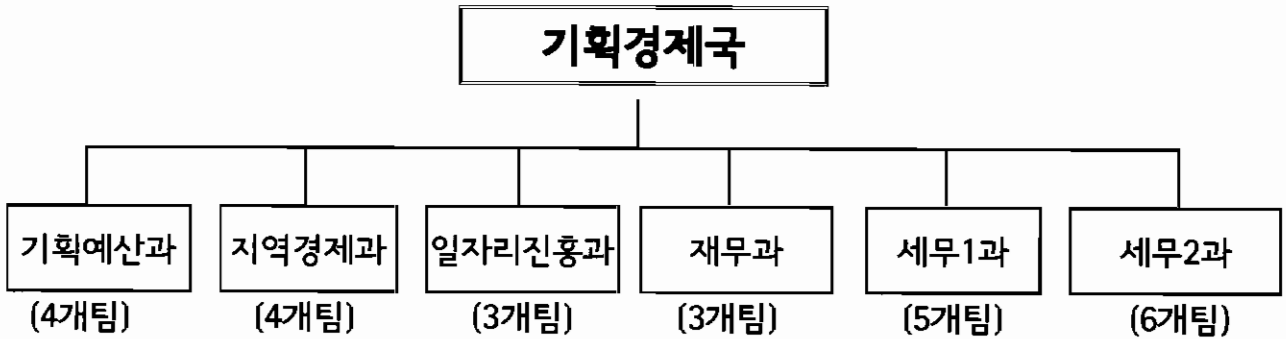 기획경제국
기획예산과 지역경제과 일자리진흥과 재무과 세무1과 세무2과
(4개팀) (4개팀) (3개팀) (3개팀) (5개팀) (6개팀)